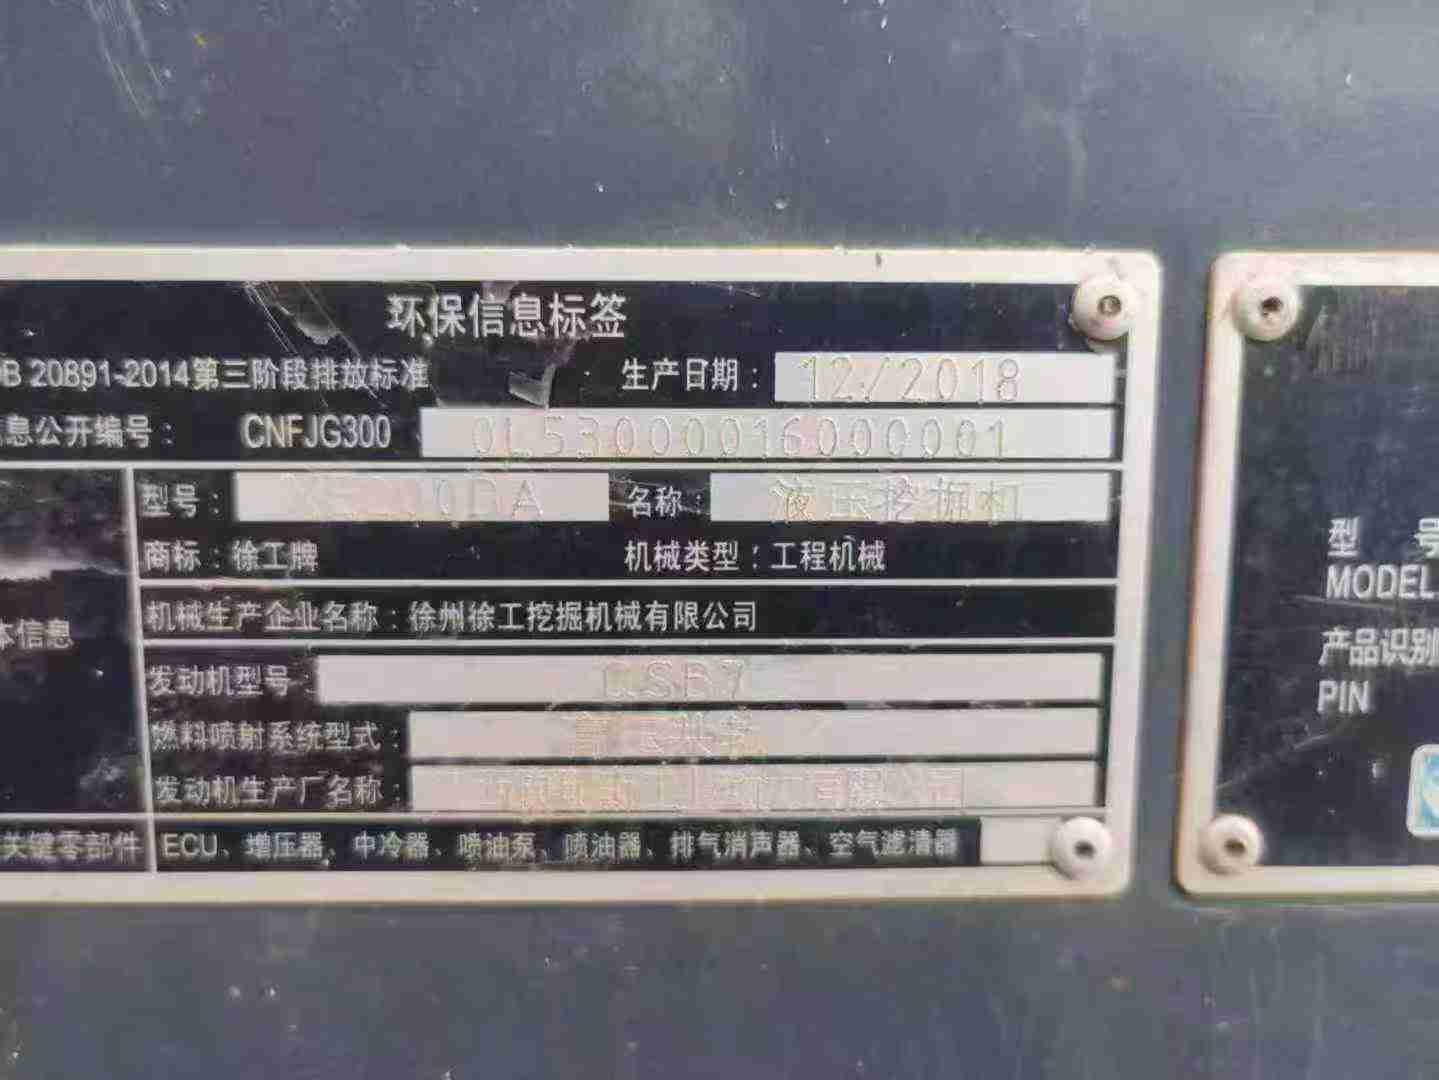 环保信息标签
B 20891-2014第三阶段排放标准 生产日期： 12/2018
息公开编号： CNFJG300 0L53000016000001
型号： 名称： 液压挖掘机
商标：徐工牌 机械类型：工程机械
机械生产企业名称：徐州徐工挖掘机械有限公司
本信息
发动机型号： QSB7
燃料喷射系统型式： 高压共轨
发动机生产厂名称：
关键零部件 ECU、增压器、中冷器、喷油泵、喷油器、排气消声器、空气滤清器
型 号
MODEL
产品识别
PIN